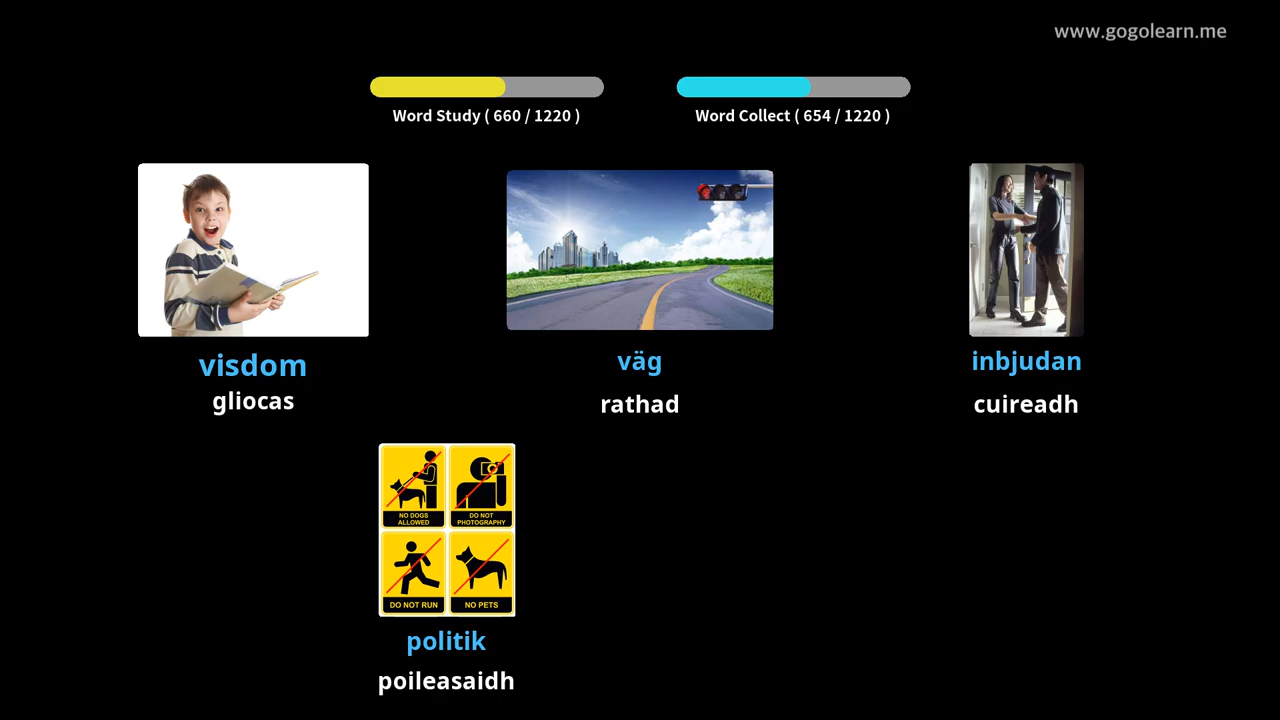 www.gogolearn.me
Word Study ( 660 / 1220 )
Word Collect ( 654 / 1220 )
visdom
gliocas
väg
rathad
inbjudan
cuireadh
NO DOGS
ALLOWED
DO NOT
PHOTOGRAPHY
DO NOT RUN
NO PETS
politik
poileasaidh